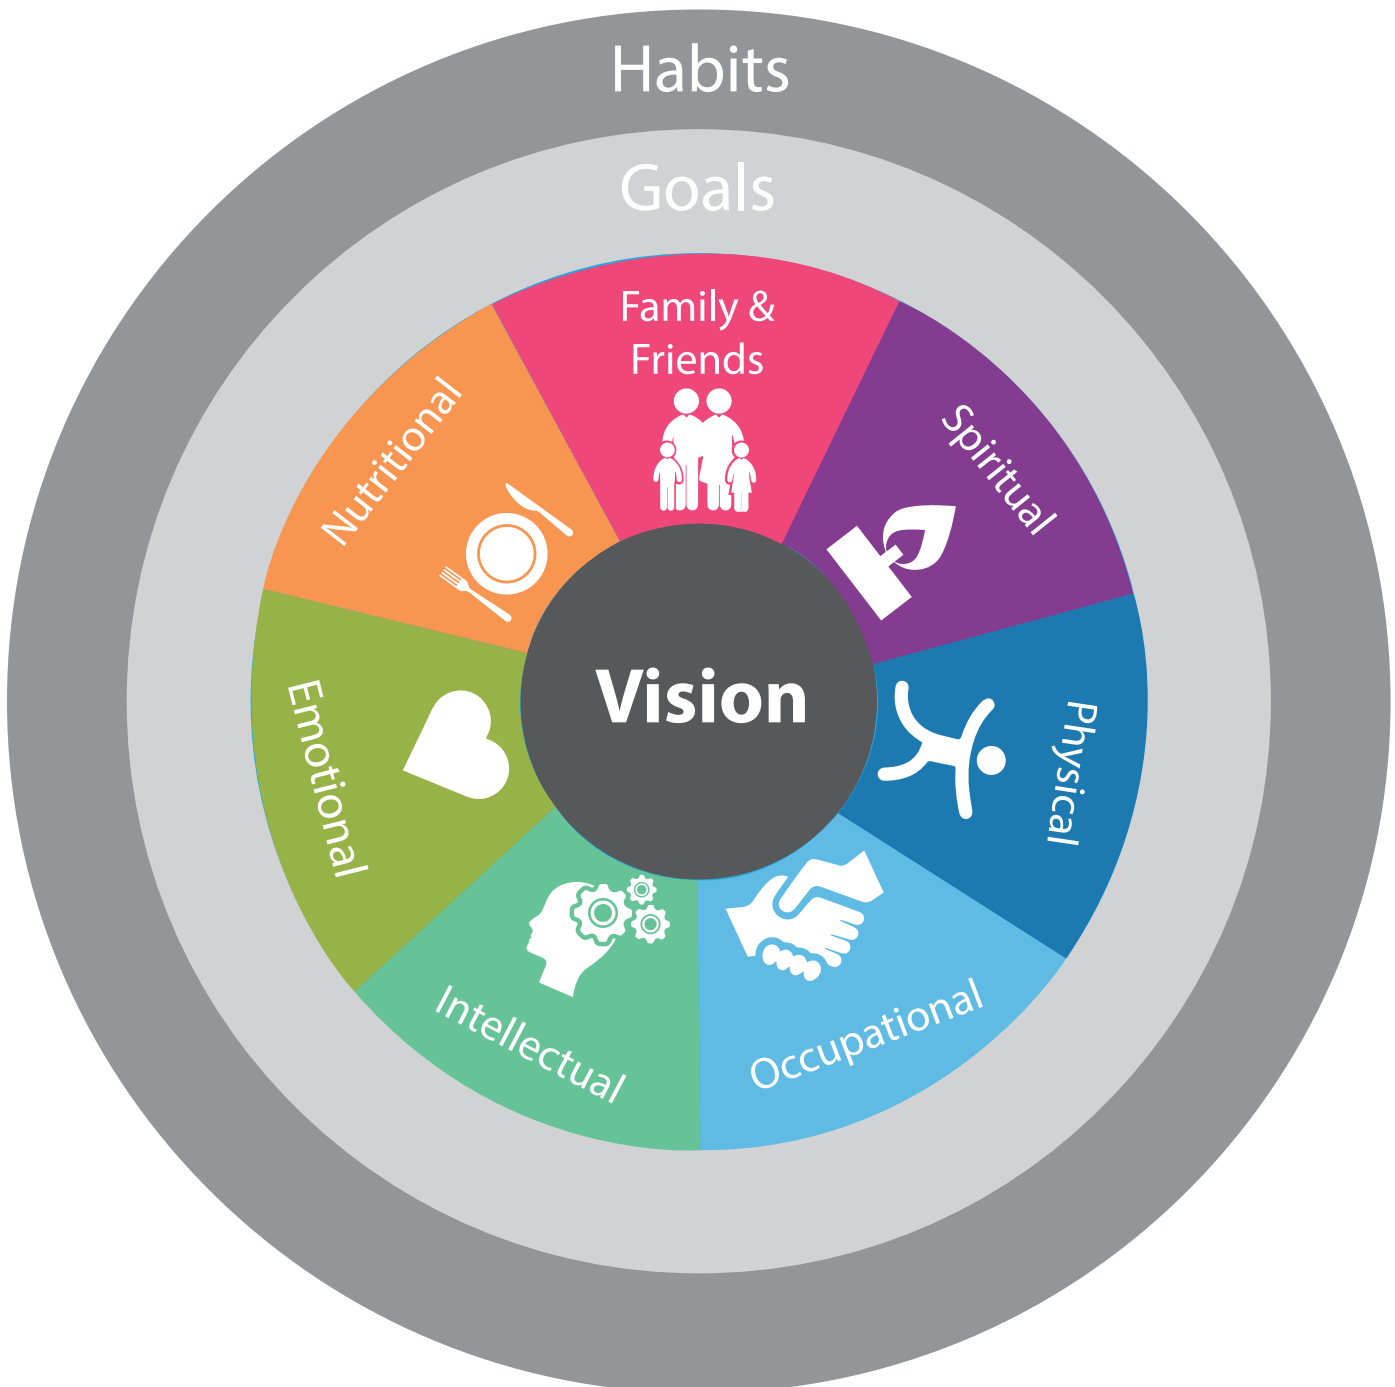 Habits
Goals
Family &
Friends
Spiritual
Physical
Occupational
Intellectual
Emotional
Nutritional
Vision